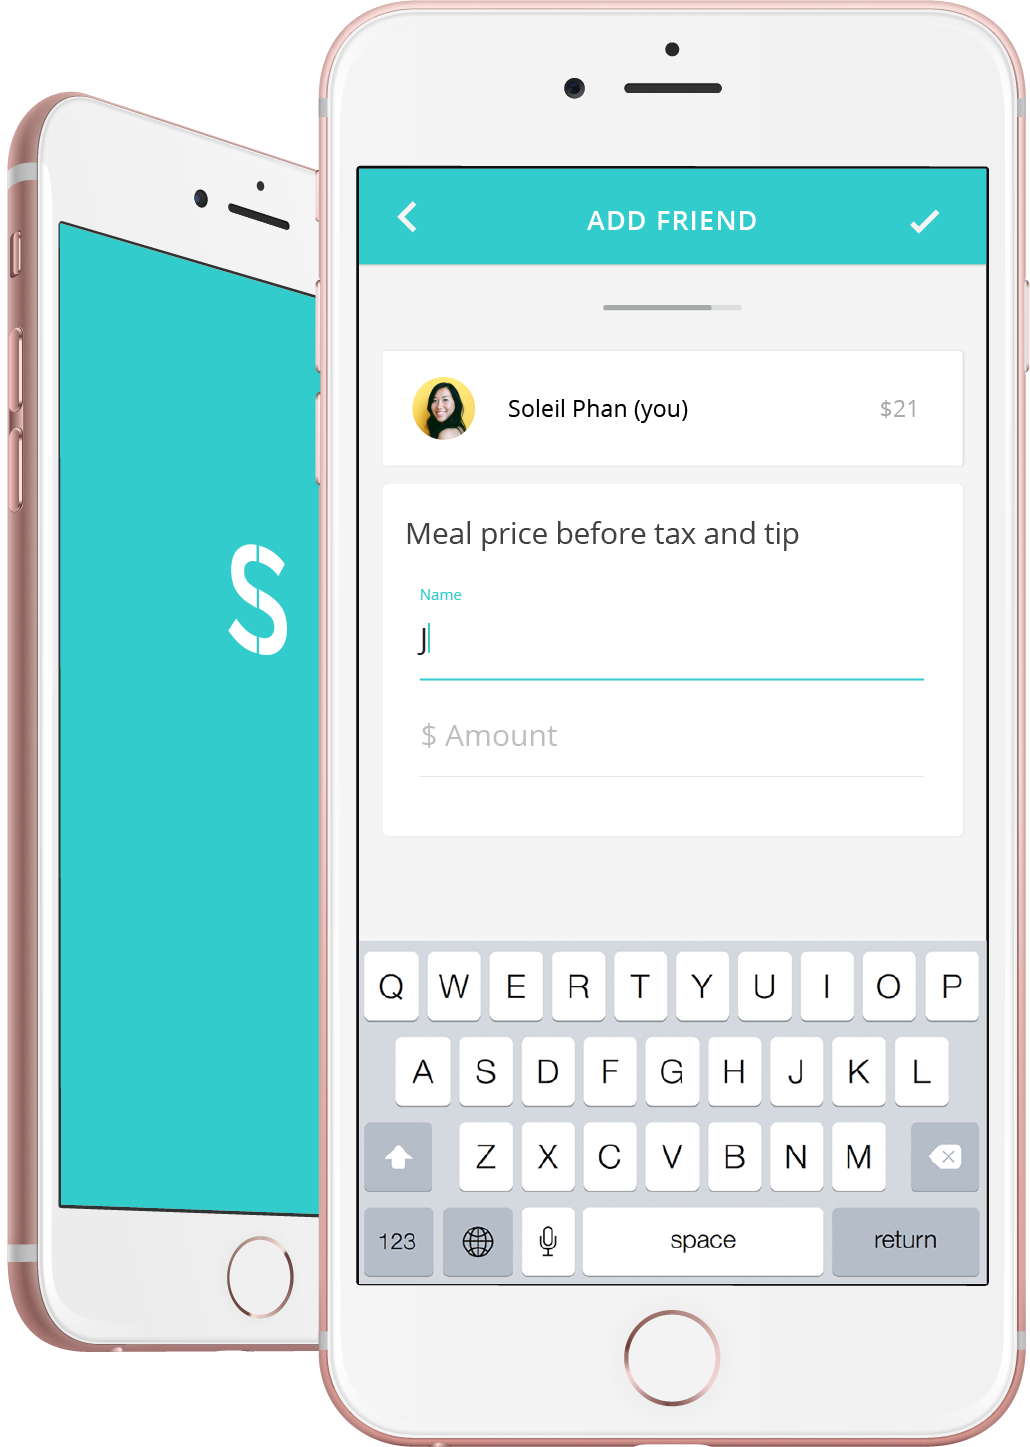 ADD FRIEND
Soleil Phan (you) $21
Meal price before tax and tip
Name
J
$ Amount
S
Q W E R T Y U I O P
A S D F G H J K L
Z X C V B N M
123 space return